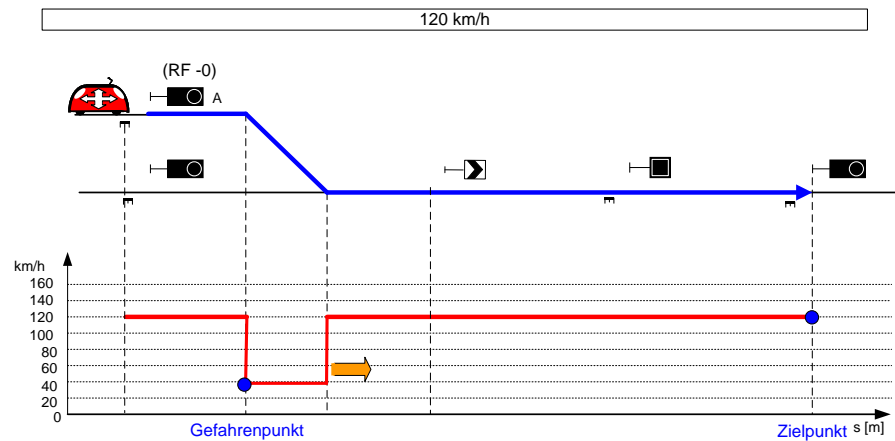 120 km/h
(RF -0)
A
km/h
160
140
120
100
80
60
40
20
0
Gefahrenpunkt
Zielpunkt
s [m]